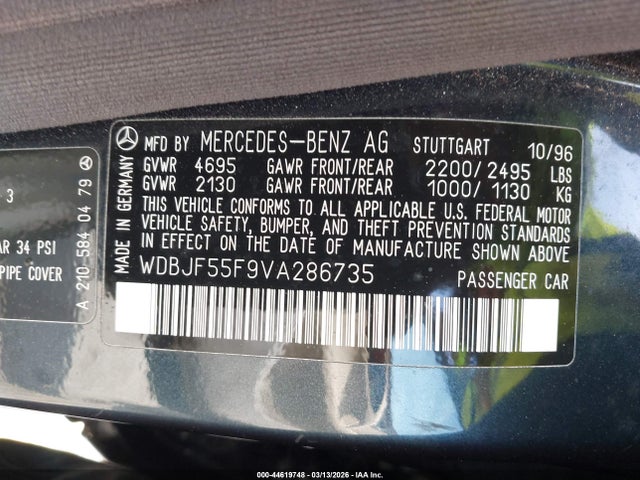 3
AR 34 PSI
PIPE COVER
A 210-584 04 79
MADE IN GERMANY
MFD BY MERCEDES-BENZ AG STUTTGART 10/96
GVWR 4695 GAWR FRONT/REAR 2200/2495 LBS
GVWR 2130 GAWR FRONT/REAR 1000/1130 KG
THIS VEHICLE CONFORMS TO ALL APPLICABLE U.S. FEDERAL MOTOR
VEHICLE SAFETY, BUMPER, AND THEFT PREVENTION STANDARDS IN
EFFECT ON THE DATE OF MANUFACTURE SHOWN ABOVE
WDBJF55F9VA286735 PASSENGER CAR
000-44619748 - 03/13/2026 - IAA Inc.